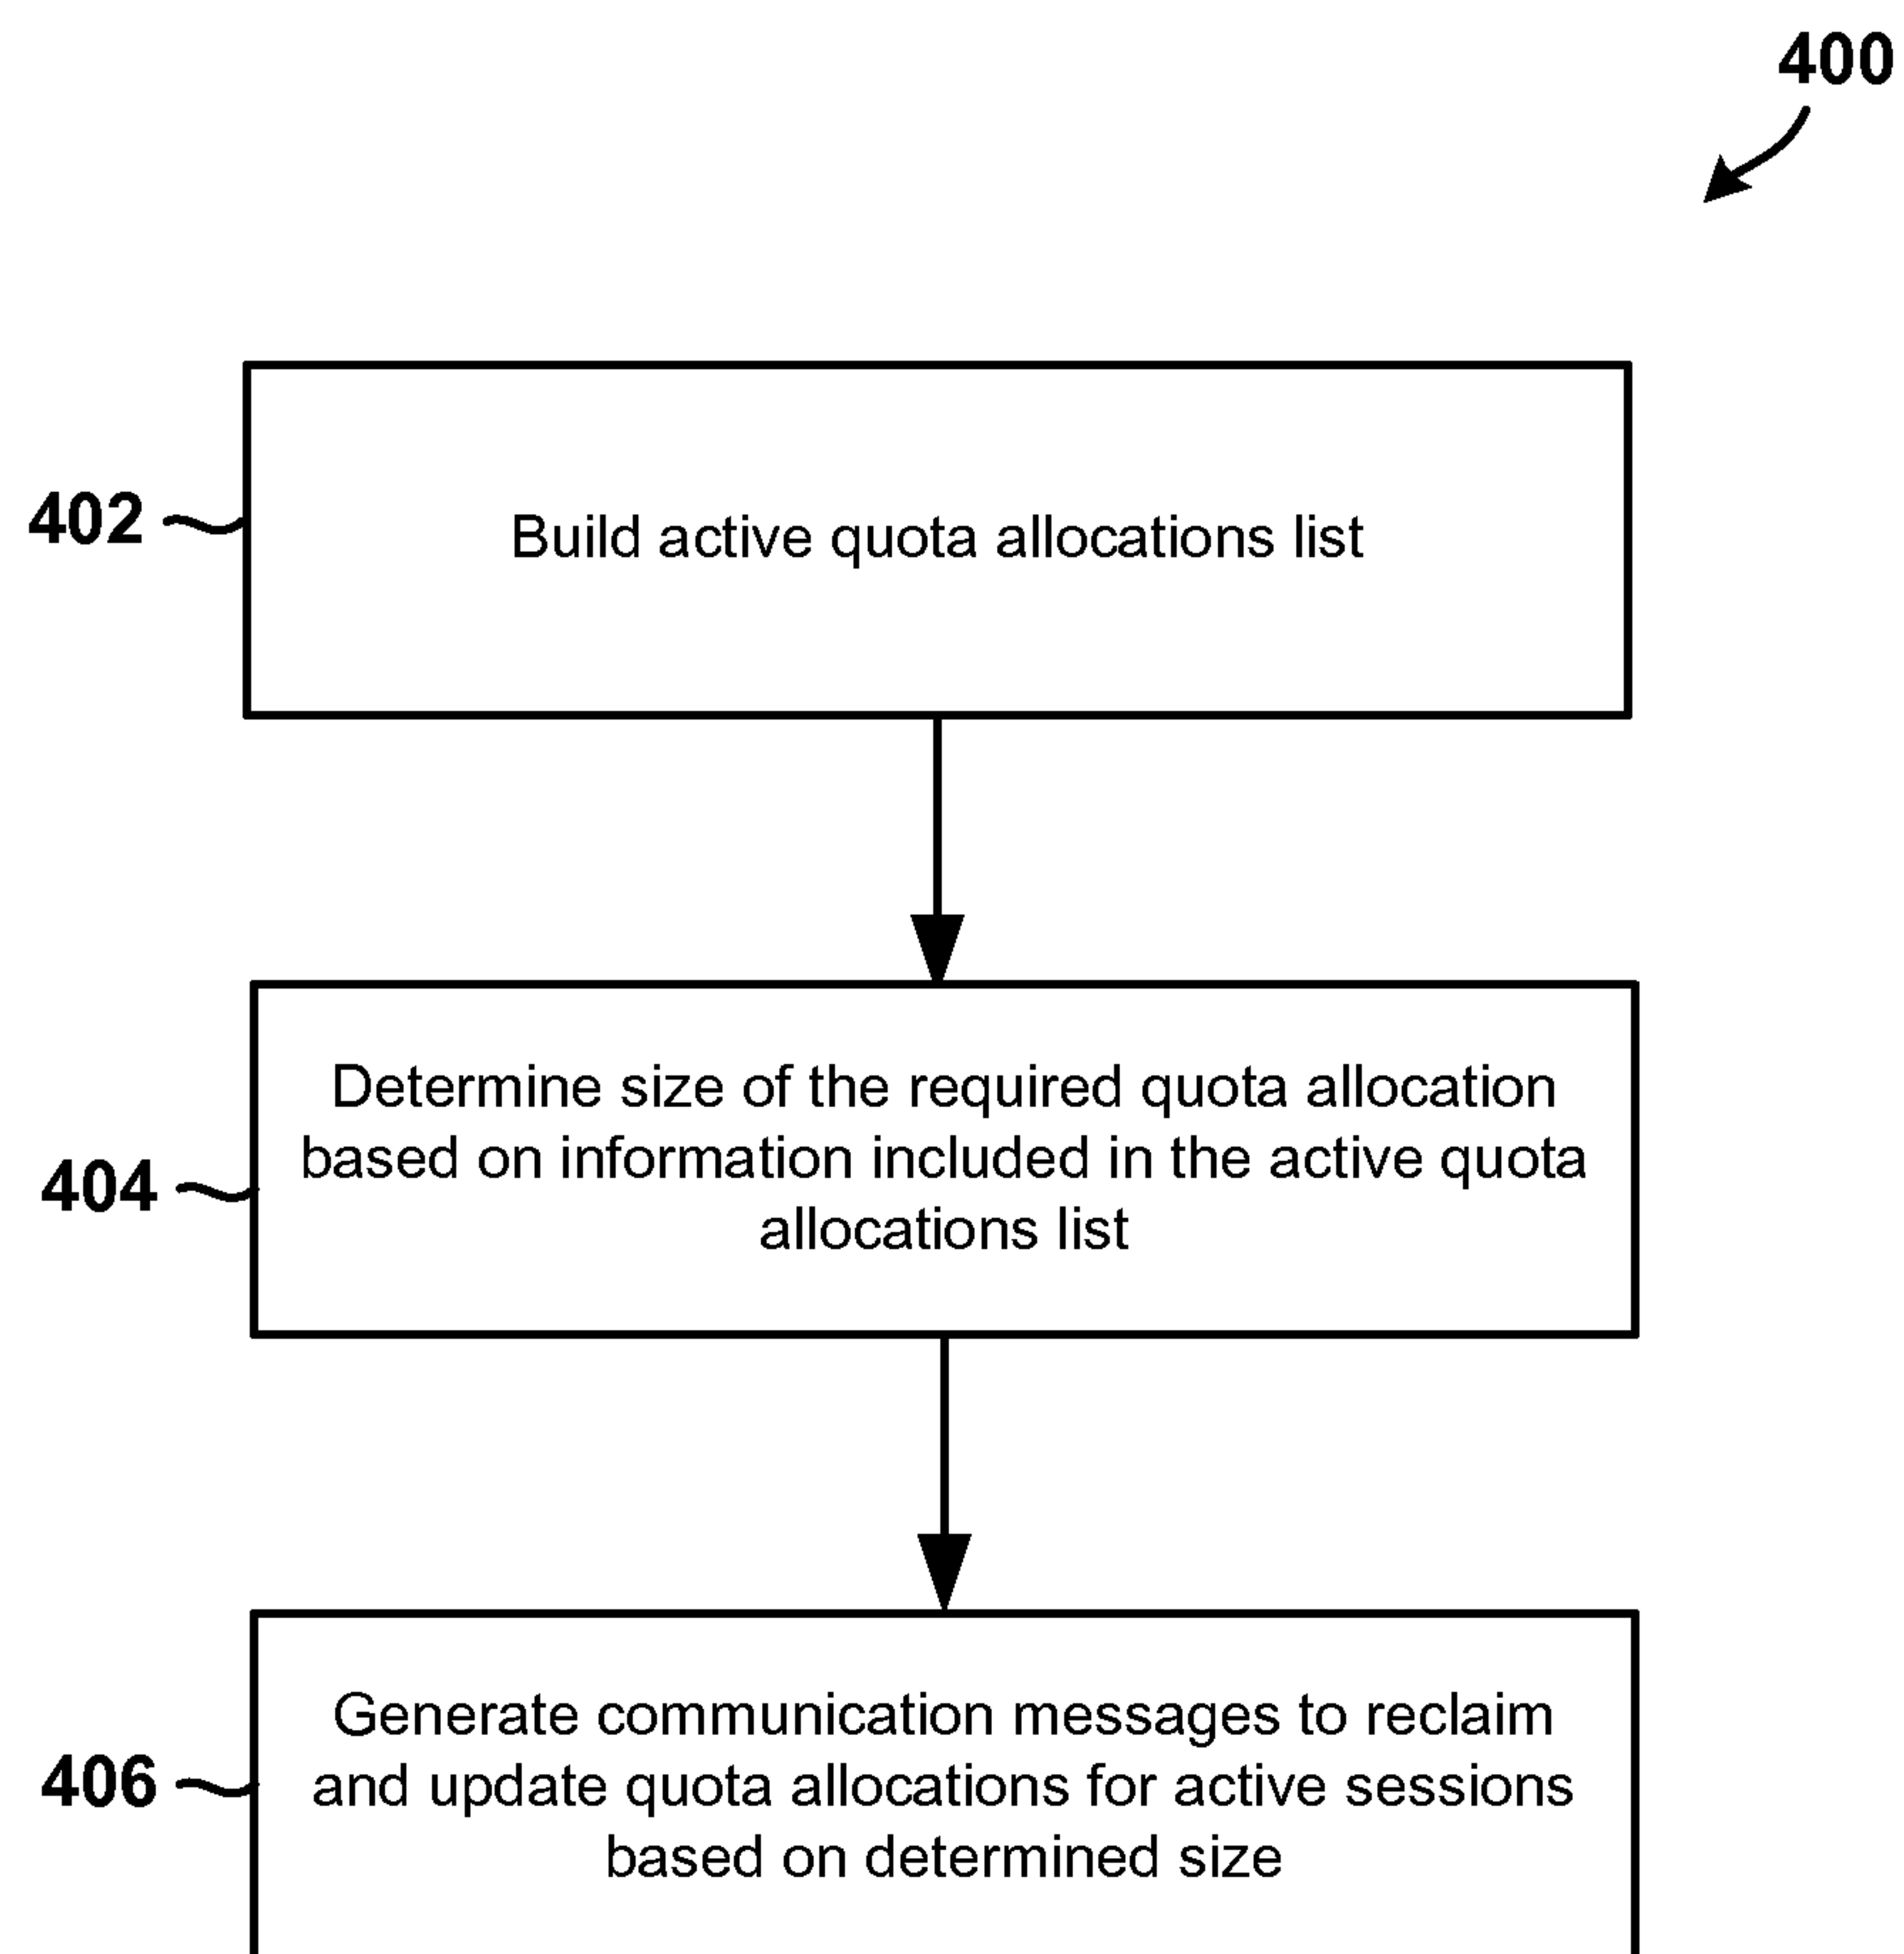 400
402
Build active quota allocations list
404
Determine size of the required quota allocation
based on information included in the active quota
allocations list
406
Generate communication messages to reclaim
and update quota allocations for active sessions
based on determined size